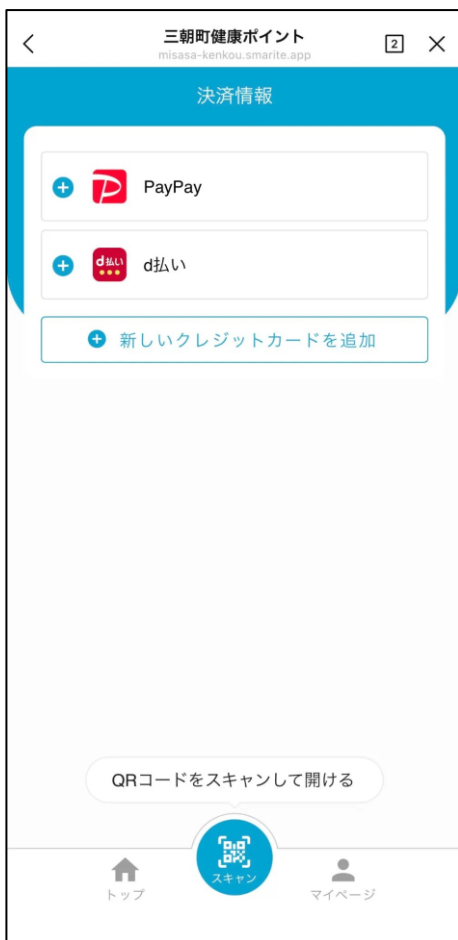 三朝町健康ポイント
2
misasa-kenkou.smarite.app
決済情報
PayPay
d払い
d払い
新しいクレジットカードを追加
QRコードをスキャンして開ける
スキャン
トップ
マイページ